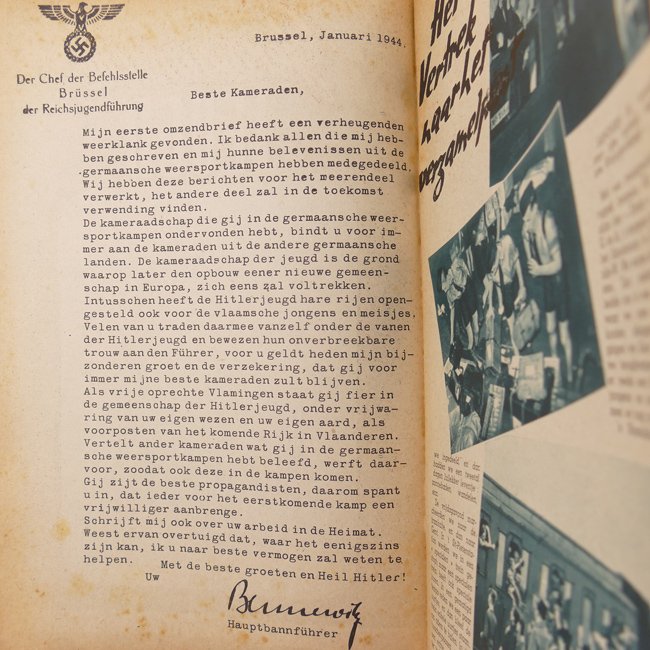 Der Chef der Befehlsstelle
Brüssel
der Reichsjugendführung
Brussel, Januari 1944.
Beste Kameraden,
Mijn eerste omzendbrief heeft een verheugenden
weerklank gevonden. Ik bedank allen die mij heb-
ben geschreven en mij hunne belevenissen uit de
germaansche weersportkampen hebben medegedeeld.
Wij hebben deze berichten voor het meerendeel
verwerkt, het andere deel zal in de toekomst
verwending vinden.
De kameraadschap die gij in de germaansche weer-
sportkampen ondervonden hebt, bindt u voor im-
mer aan de kameraden uit de andere germaansche
landen. De kameraadschap der jeugd is de grond
waarop later den opbouw eener nieuwe gemeen-
schap in Europa, zich eens zal voltrekken.
Intusschen heeft de Hitlerjeugd hare rijen open-
gesteld ook voor de vlaamsche jongens en meisjes.
Velen van u traden daarmee vanzelf onder de vanen
der Hitlerjeugd en bewezen hun onverbreekbare
trouw aan den Führer, voor u geldt heden mijn bij-
zonderen groet en de verzekering, dat gij voor
immer mijne beste kameraden zult blijven.
Als vrije oprechte Vlamingen staat gij fier in
de gemeenschap der Hitlerjeugd, onder vrijwa-
ring van uw eigen wezen en uw eigen aard, als
voorposten van het komende Rijk in Vlaanderen.
Vertelt ander kameraden wat gij in de germaan-
sche weersportkampen hebt beleefd, werft daar-
voor, zoodat ook deze in de kampen komen.
Gij zijt de beste propagandisten, daarom spant
u in, dat ieder voor het eerstkomende kamp een
vrijwilliger aanbrenge.
Schrijft mij ook over uw arbeid in de Heimat.
Weest ervan overtuigd dat, waar het eenigszins
zijn kan, ik u naar beste vermogen zal weten te
helpen. Met de beste groeten en Heil Hitler!
Uw
Bennewitz
Hauptbannführer
Het
Vertrek
naar het